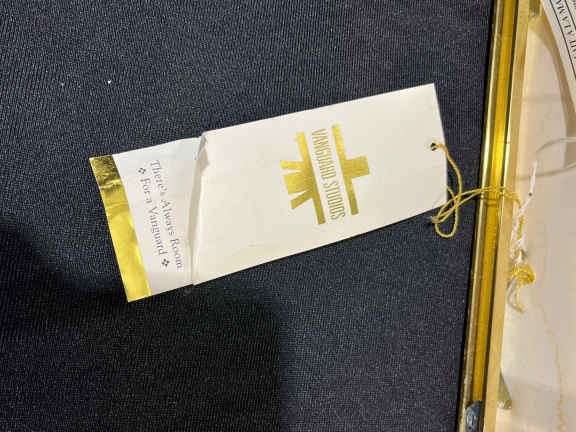 VANGUARD STUDIOS
There's Always Room
❖ For a Vanguard ❖